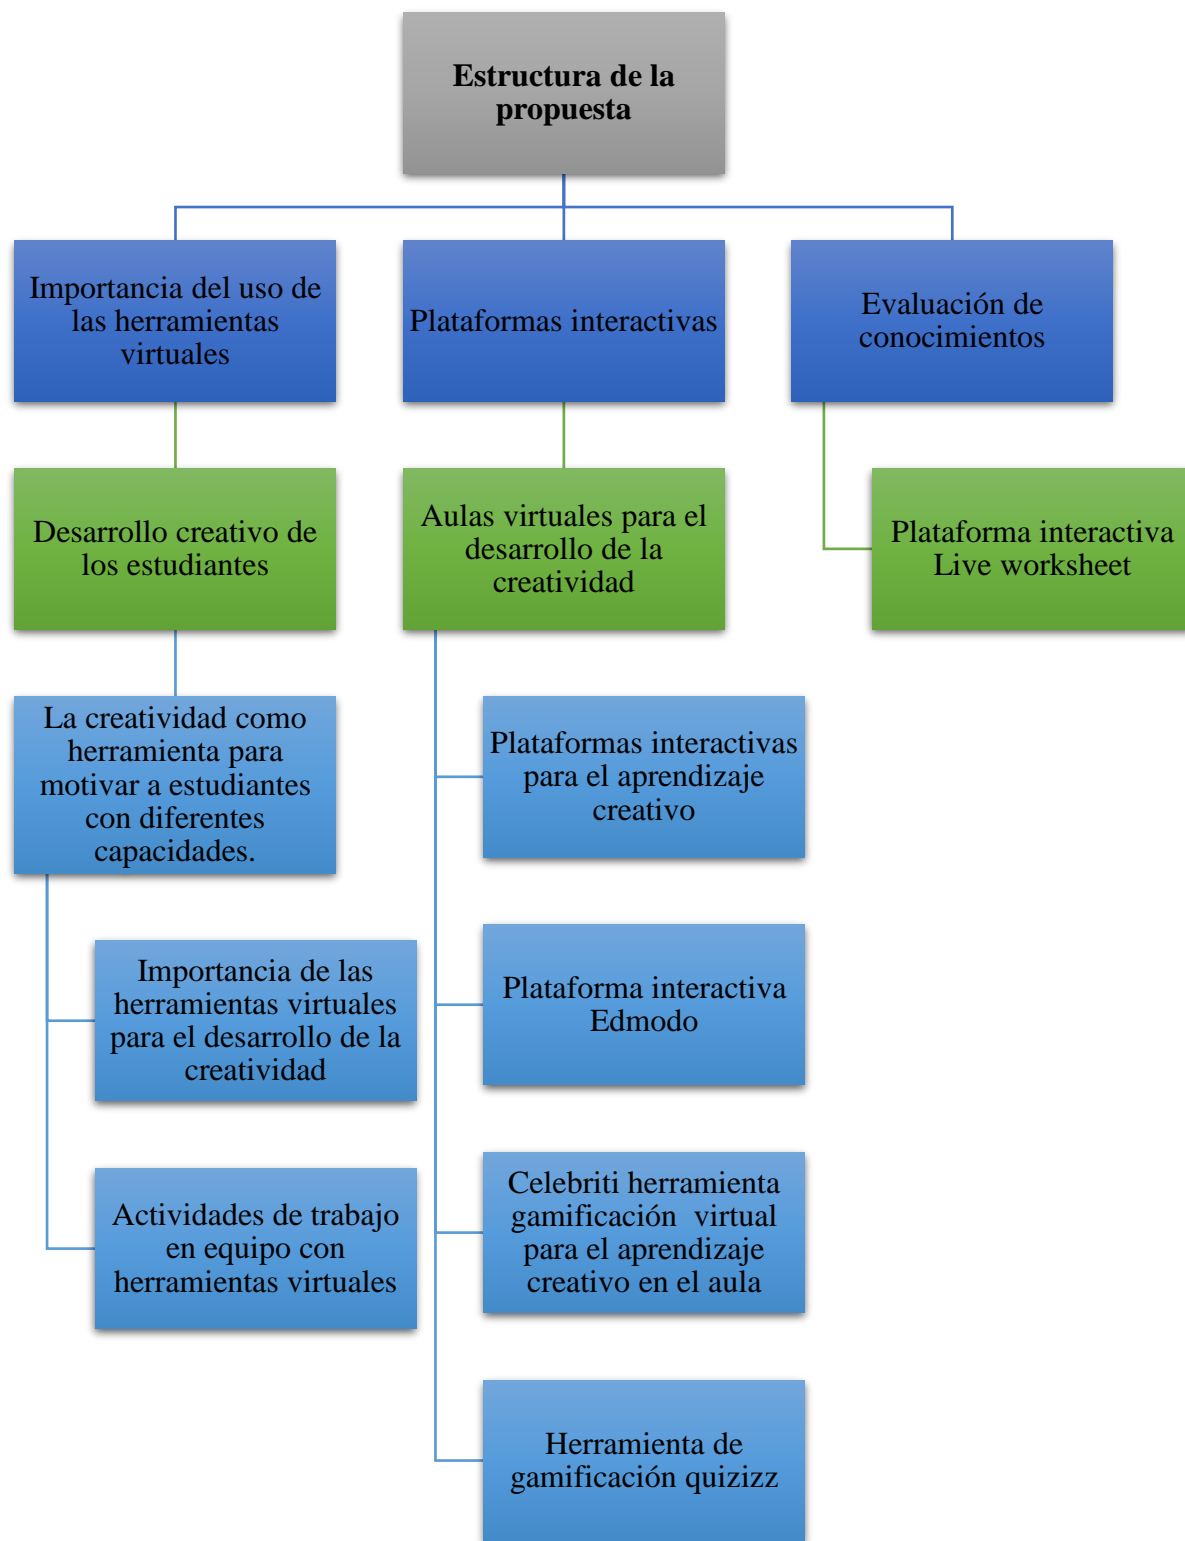 Estructura de la
propuesta
Importancia del uso de
las herramientas
virtuales
Plataformas interactivas
Evaluación de
conocimientos
Desarrollo creativo de
los estudiantes
Aulas virtuales para el
desarrollo de la
creatividad
Plataforma interactiva
Live worksheet
La creatividad como
herramienta para
motivar a estudiantes
con diferentes
capacidades.
Plataformas interactivas
para el aprendizaje
creativo
Importancia de las
herramientas virtuales
para el desarrollo de la
creatividad
Plataforma interactiva
Edmodo
Actividades de trabajo
en equipo con
herramientas virtuales
Celebriti herramienta
gamificación  virtual
para el aprendizaje
creativo en el aula
Herramienta de
gamificación quizizz